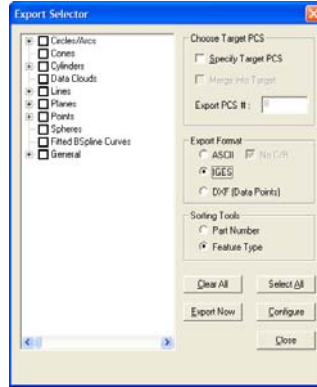 Export Selector
Circles/Arcs
Cones
Cylinders
Data Clouds
Lines
Planes
Points
Spheres
Fitted BSpline Curves
General
Choose Target PCS
Specify Target PCS
Merge into Target
Export PCS #:
Export Format
ASCII
IGES
DXF (Data Points)
Sorting Tools
Part Number
Feature Type
Clear All
Select All
Export Now
Configure
Close